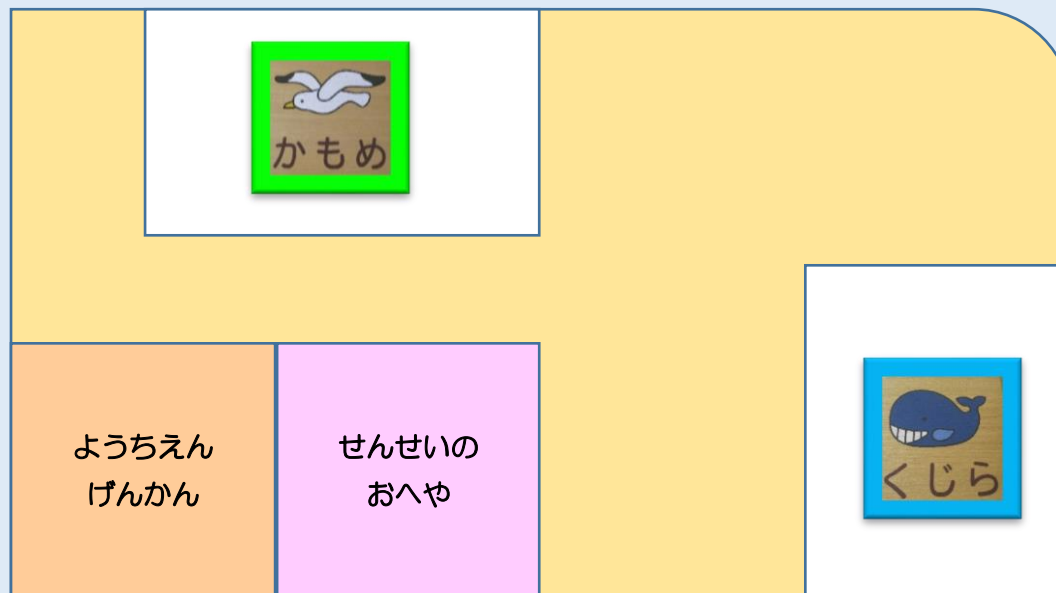 かもめ
ようちえん
げんかん
せんせいの
おへや
くじら